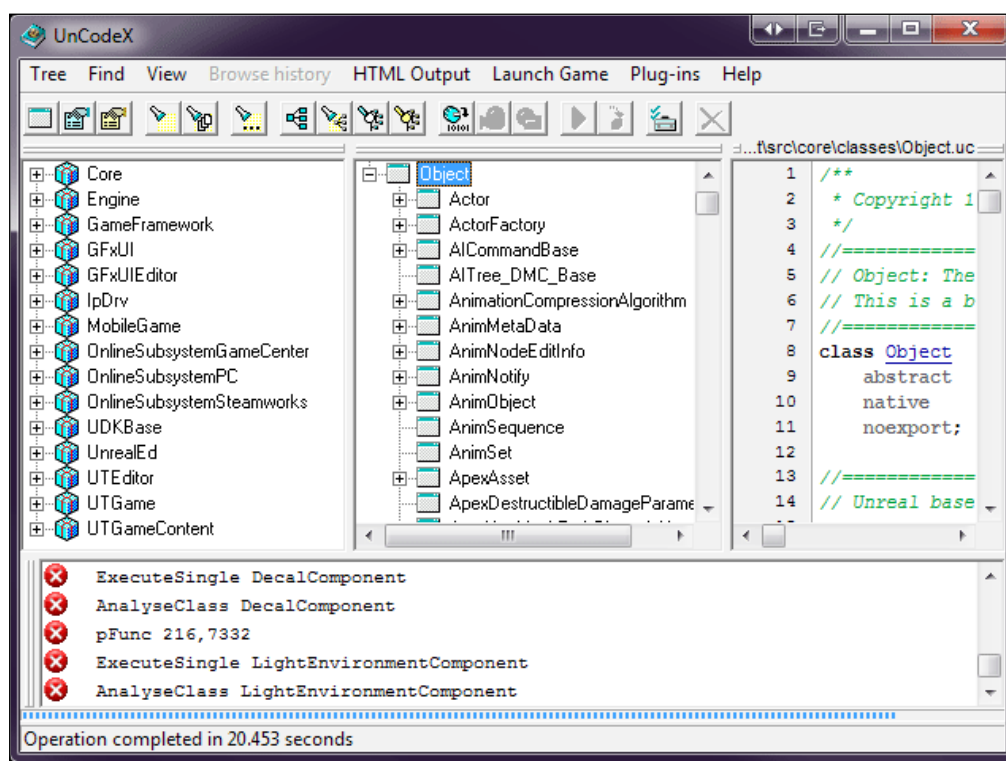 UnCodeX
Tree Find View Browse history HTML Output Launch Game Plug-ins Help
...t\src\core\classes\Object.uc
Core
Engine
GameFramework
GFxUI
GFxUIEditor
IpDrv
MobileGame
OnlineSubsystemGameCenter
OnlineSubsystemPC
OnlineSubsystemSteamworks
UDKBase
UnrealEd
UTEditor
UTGame
UTGameContent
Object
Actor
ActorFactory
AICommandBase
AITree_DMC_Base
AnimationCompressionAlgorithm
AnimMetaData
AnimNodeEditInfo
AnimNotify
AnimObject
AnimSequence
AnimSet
ApexAsset
ApexDestructibleDamageParame
1 /**
2 * Copyright 1
3 */
4 //============
5 // Object: The
6 // This is a b
7 //============
8 class Object
9 abstract
10 native
11 noexport;
12
13 //============
14 // Unreal base
ExecuteSingle DecalComponent
AnalyseClass DecalComponent
pFunc 216,7332
ExecuteSingle LightEnvironmentComponent
AnalyseClass LightEnvironmentComponent
Operation completed in 20.453 seconds